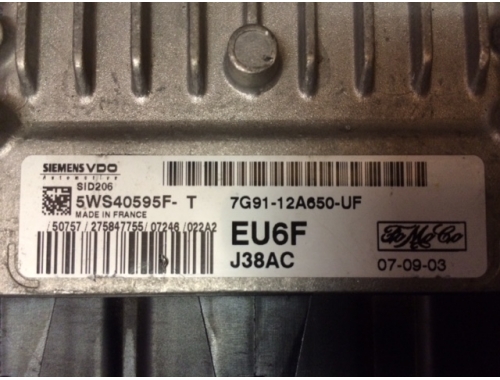 SIEMENS VDO
Automotive
SID206
5WS40595F- T
MADE IN FRANCE
/50757 / 275847755/07246 /022A2
7G91-12A650-UF
EU6F
FoMoCo
J38AC
07-09-03